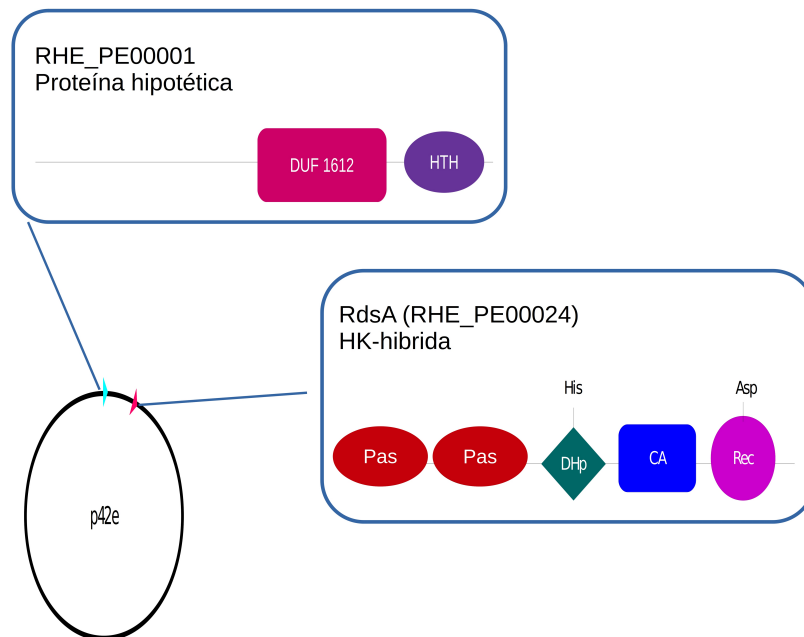 RHE_PE00001
Proteína hipotética
DUF 1612
HTH
RdsA (RHE_PE00024)
HK-hibrida
His
Asp
Pas
Pas
DHp
CA
Rec
p42e